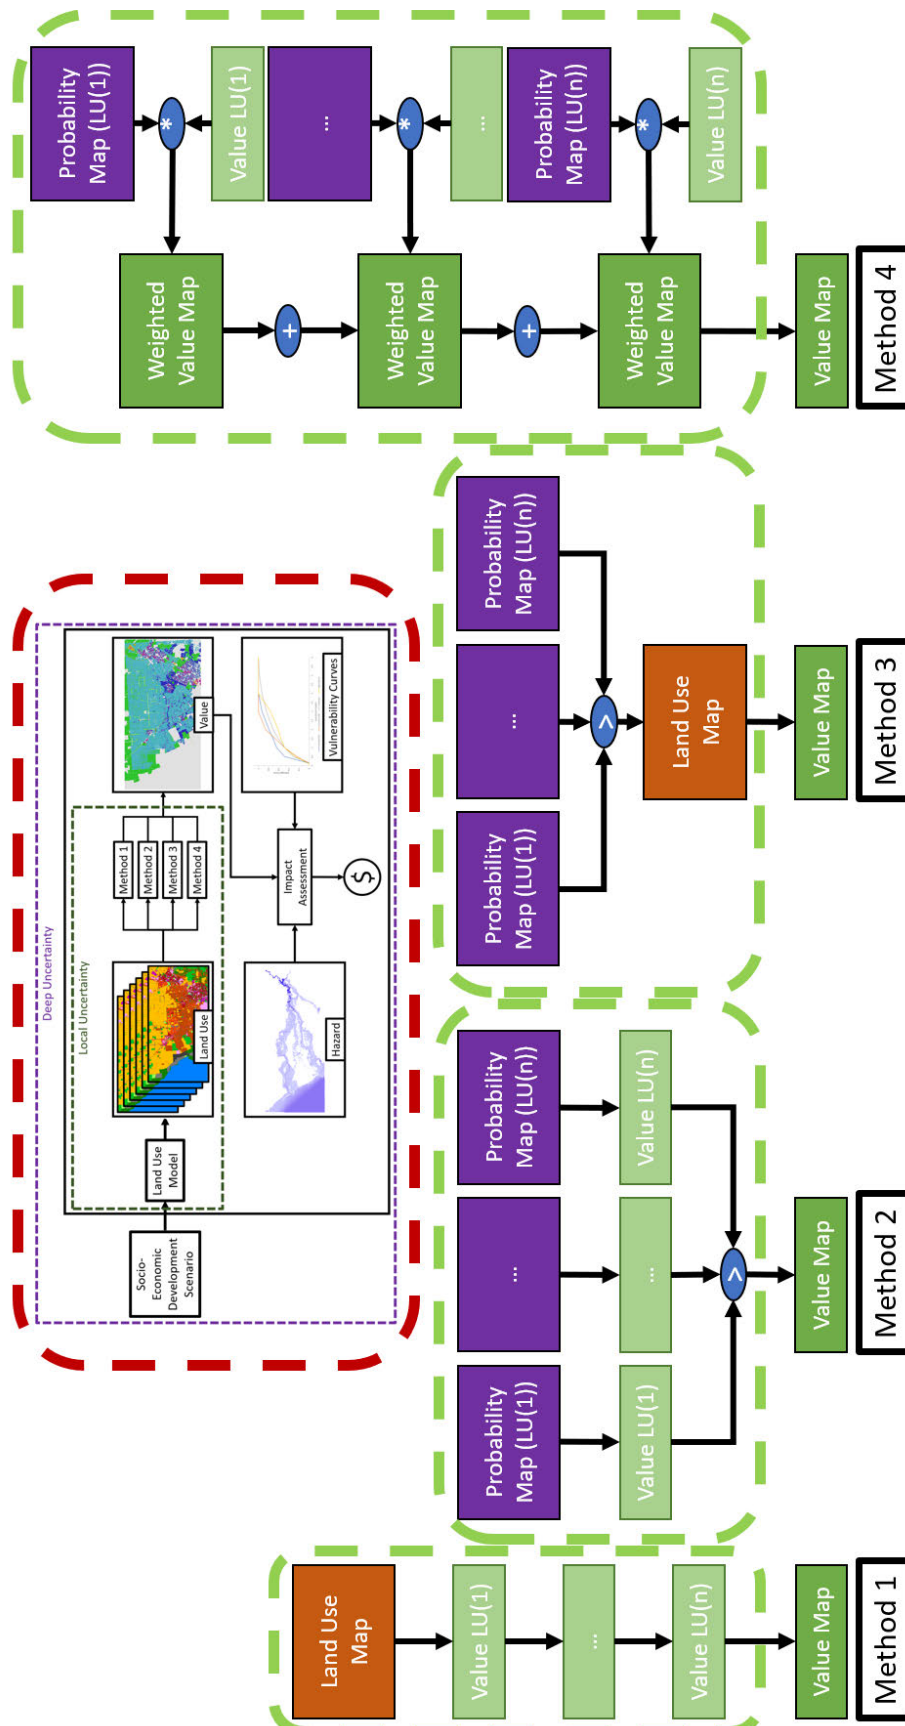 Deep Uncertainty
Local Uncertainty
Socio-
Economic
Development
Scenario
Land Use
Model
Land Use
Method 1
Method 2
Method 3
Method 4
Value
Hazard
Impact
Assessment
Vulnerability Curves
$
Land Use
Map
Value LU(1)
...
Value LU(n)
Value Map
Method 1
Probability
Map (LU(1))
...
Probability
Map (LU(n))
Value LU(1)
...
Value LU(n)
>
Value Map
Method 2
Probability
Map (LU(1))
...
Probability
Map (LU(n))
>
Land Use
Map
Value Map
Method 3
Probability
Map (LU(1))
*
Value LU(1)
...
*
...
Probability
Map (LU(n))
*
Value LU(n)
Weighted
Value Map
+
Weighted
Value Map
+
Weighted
Value Map
Value Map
Method 4